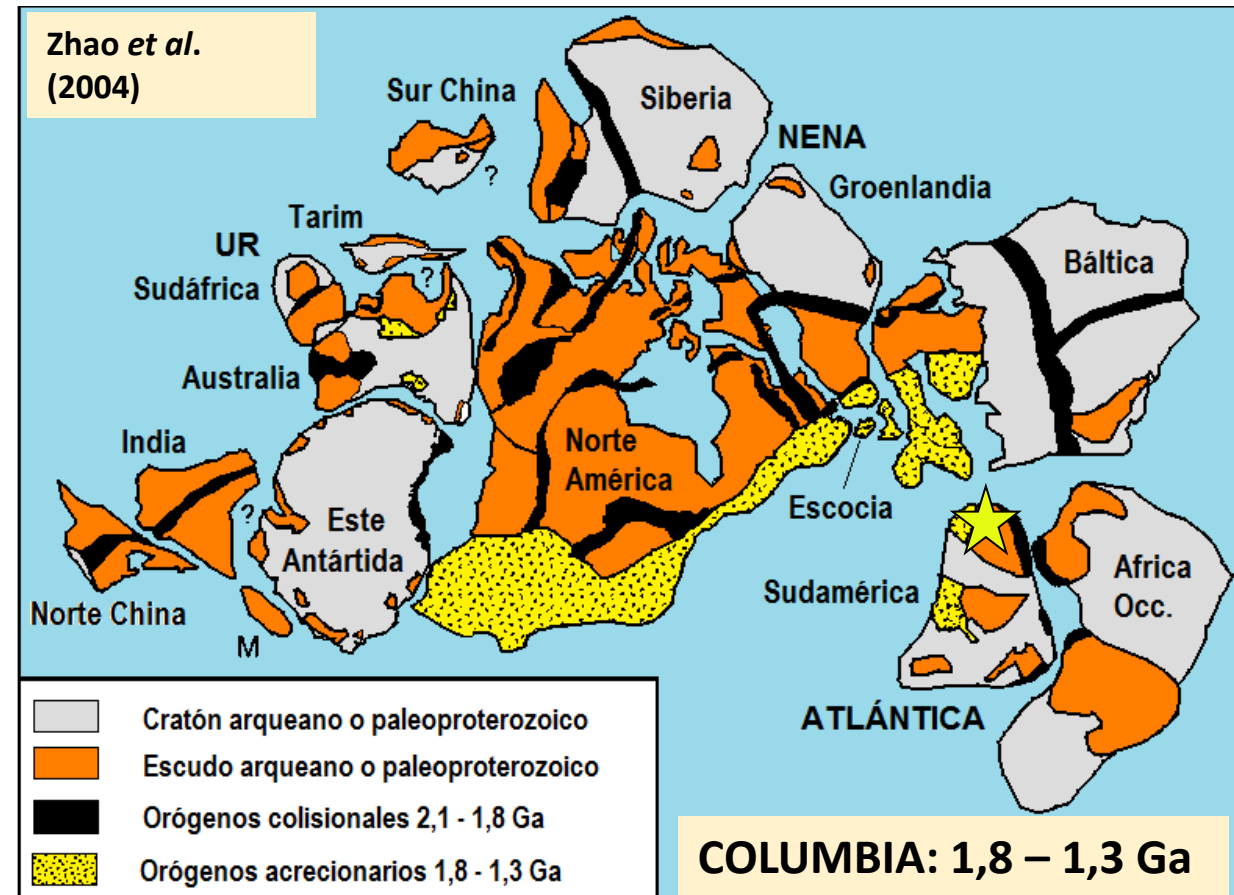 Zhao et al.
(2004)
Sur China
Siberia
NENA
Groenlandia
?
Tarim
UR
Sudáfrica
?
Báltica
Australia
India
Norte
América
?
Este
Antártida
Escocia
Norte China
M
Sudamérica
Africa
Occ.
ATLÁNTICA
Cratón arqueano o paleoproterozoico
Escudo arqueano o paleoproterozoico
Orógenos colisionales 2,1 - 1,8 Ga
Orógenos acrecionarios 1,8 - 1,3 Ga
COLUMBIA: 1,8 – 1,3 Ga